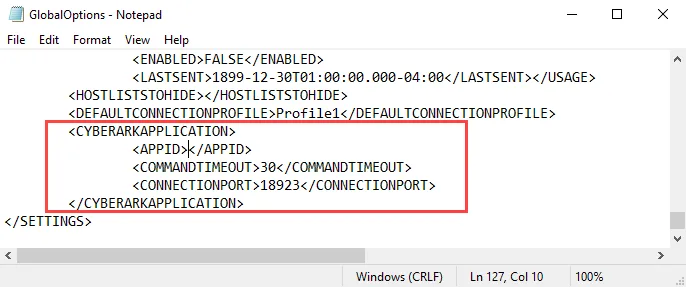 GlobalOptions - Notepad
File Edit Format View Help
<ENABLED>FALSE</ENABLED>
<LASTSENT>1899-12-30T01:00:00.000-04:00</LASTSENT></USAGE>
<HOSTLISTSTOHIDE></HOSTLISTSTOHIDE>
<DEFAULTCONNECTIONPROFILE>Profile1</DEFAULTCONNECTIONPROFILE>
<CYBERARKAPPLICATION>
<APPID></APPID>
<COMMANDTIMEOUT>30</COMMANDTIMEOUT>
<CONNECTIONPORT>18923</CONNECTIONPORT>
</CYBERARKAPPLICATION>
</SETTINGS>
Windows (CRLF) Ln 127, Col 10 100%